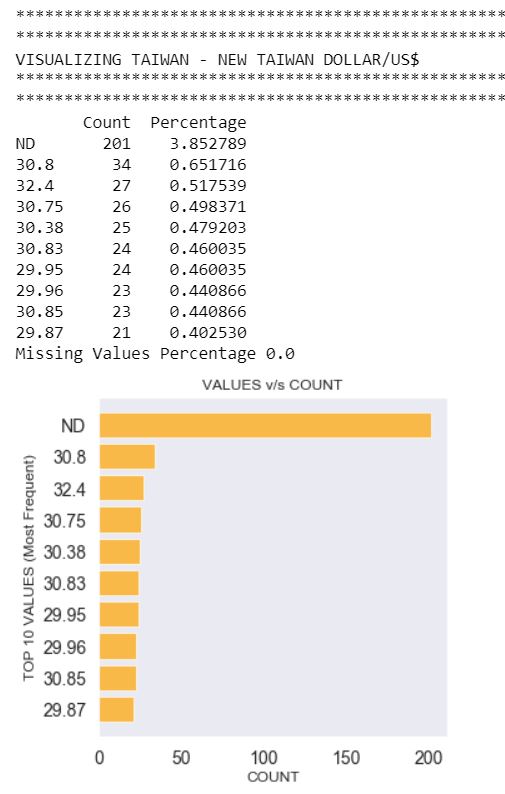 ****************************************************
****************************************************
VISUALIZING TAIWAN - NEW TAIWAN DOLLAR/US$
****************************************************
****************************************************
Count Percentage
ND 201 3.852789
30.8 34 0.651716
32.4 27 0.517539
30.75 26 0.498371
30.38 25 0.479203
30.83 24 0.460035
29.95 24 0.460035
29.96 23 0.440866
30.85 23 0.440866
29.87 21 0.402530
Missing Values Percentage 0.0
VALUES v/s COUNT
TOP 10 VALUES (Most Frequent)
ND
30.8
32.4
30.75
30.38
30.83
29.95
29.96
30.85
29.87
0 50 100 150 200
COUNT